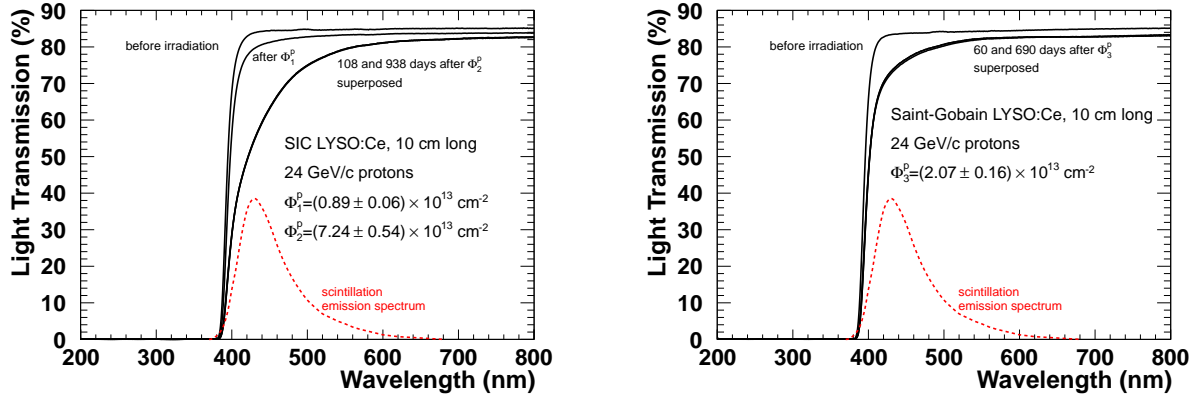 Light Transmission (%)
90
80
70
60
50
40
30
20
10
0
before irradiation
after Φ₁ᵖ
108 and 938 days after Φ₂ᵖ
superposed
SIC LYSO:Ce, 10 cm long
24 GeV/c protons
Φ₁ᵖ=(0.89 ± 0.06) × 10¹³ cm⁻²
Φ₂ᵖ=(7.24 ± 0.54) × 10¹³ cm⁻²
scintillation
emission spectrum
200 300 400 500 600 700 800
Wavelength (nm)
Light Transmission (%)
90
80
70
60
50
40
30
20
10
0
before irradiation
60 and 690 days after Φ₃ᵖ
superposed
Saint-Gobain LYSO:Ce, 10 cm long
24 GeV/c protons
Φ₃ᵖ=(2.07 ± 0.16) × 10¹³ cm⁻²
scintillation
emission spectrum
200 300 400 500 600 700 800
Wavelength (nm)